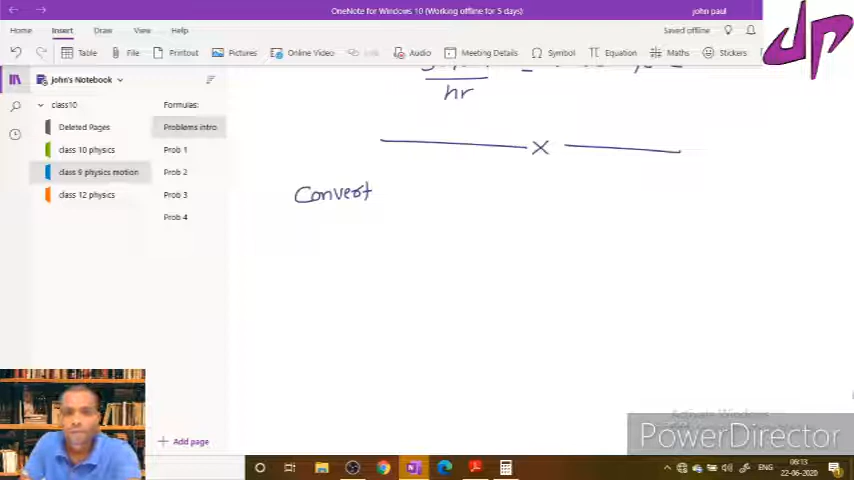 OneNote for Windows 10 (Working offline for 5 days)
john paul
Home Insert Draw View Help
Saved offline
Table File Printout Pictures Online Video Link Audio Meeting Details Symbol Equation Maths Stickers
john's Notebook
class10
Deleted Pages
class 10 physics
class 9 physics motion
class 12 physics
Formulas:
Problems intro
Prob 1
Prob 2
Prob 3
Prob 4
Add page
hr
X
Convert
Activate Windows
PowerDirector
ENG
06:13
22-06-2020